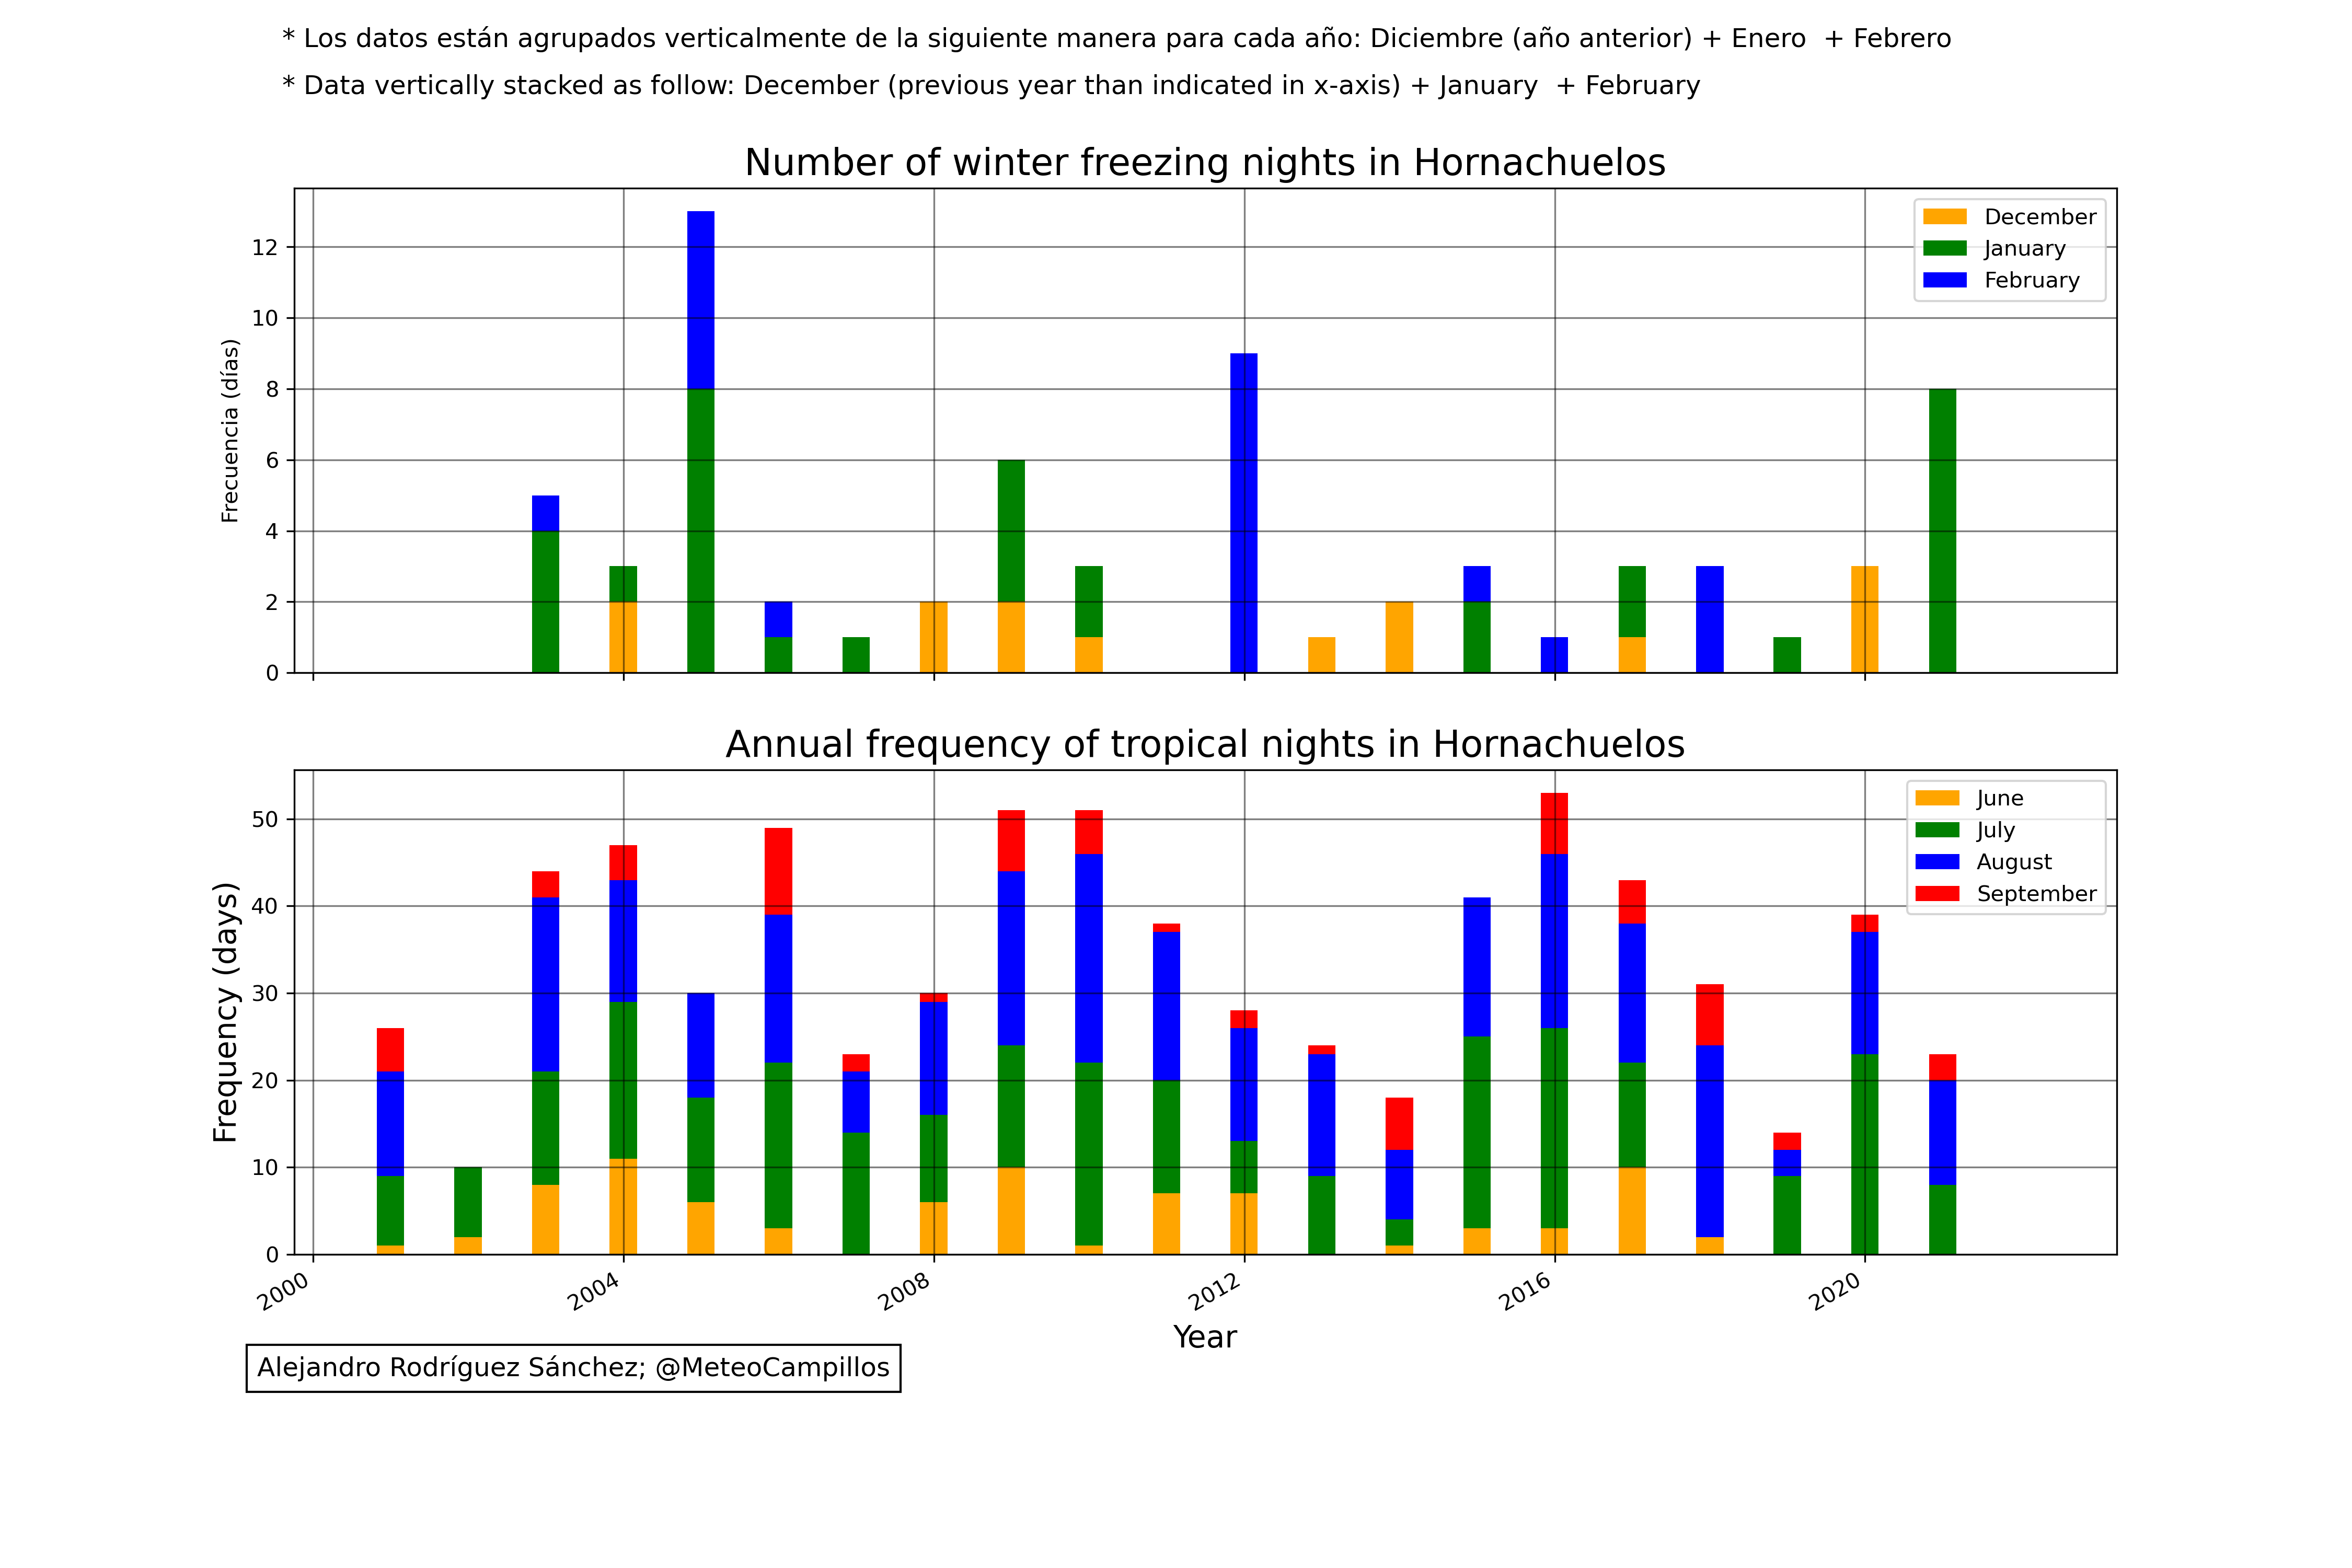 * Los datos están agrupados verticalmente de la siguiente manera para cada año: Diciembre (año anterior) + Enero  + Febrero
* Data vertically stacked as follow: December (previous year than indicated in x-axis) + January  + February
Number of winter freezing nights in Hornachuelos
Frecuencia (días)
12
10
8
6
4
2
0
December
January
February
Annual frequency of tropical nights in Hornachuelos
Frequency (days)
50
40
30
20
10
0
June
July
August
September
2000 2004 2008 2012 2016 2020
Year
Alejandro Rodríguez Sánchez; @MeteoCampillos